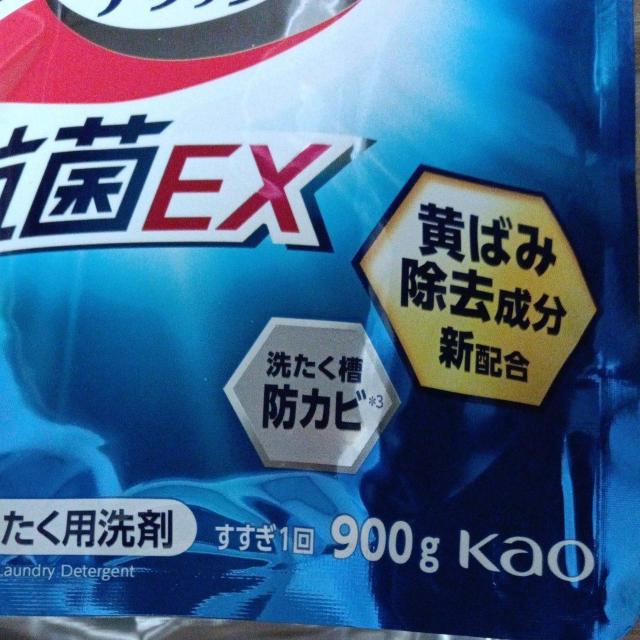 抗菌EX
黄ばみ
除去成分
新配合
洗たく槽
防カビ*3
たく用洗剤
Laundry Detergent
すすぎ1回 900g Kao